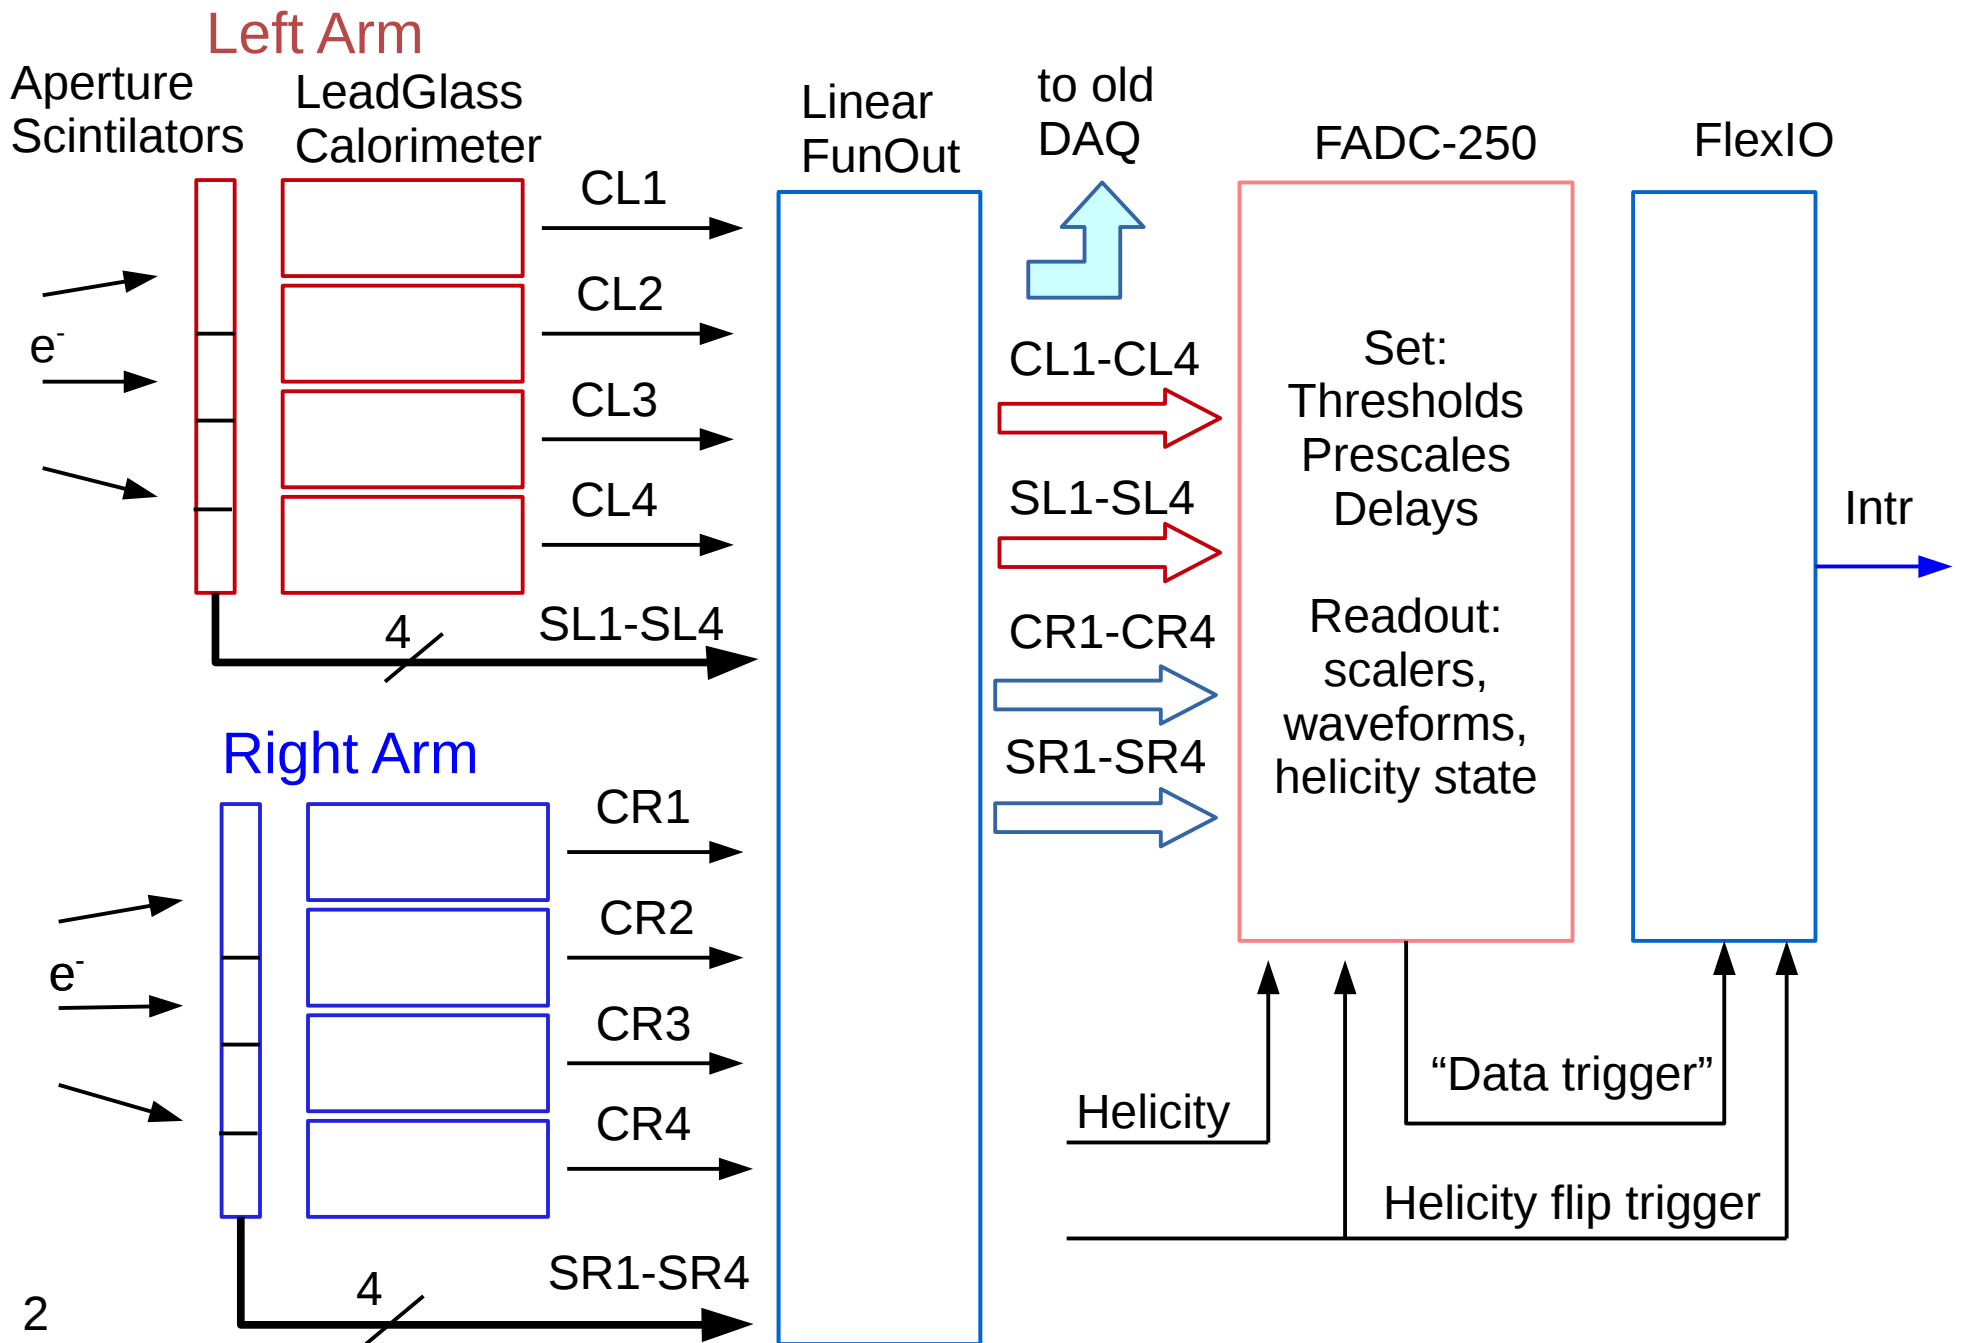 Left Arm
Aperture
Scintilators
LeadGlass
Calorimeter
Linear
FunOut
to old
DAQ
FADC-250
FlexIO
CL1
CL2
CL3
CL4
e-
4
SL1-SL4
CL1-CL4
SL1-SL4
CR1-CR4
SR1-SR4
Set:
Thresholds
Prescales
Delays
Readout:
scalers,
waveforms,
helicity state
Intr
Right Arm
CR1
CR2
CR3
CR4
e-
4
SR1-SR4
“Data trigger”
Helicity
Helicity flip trigger
2